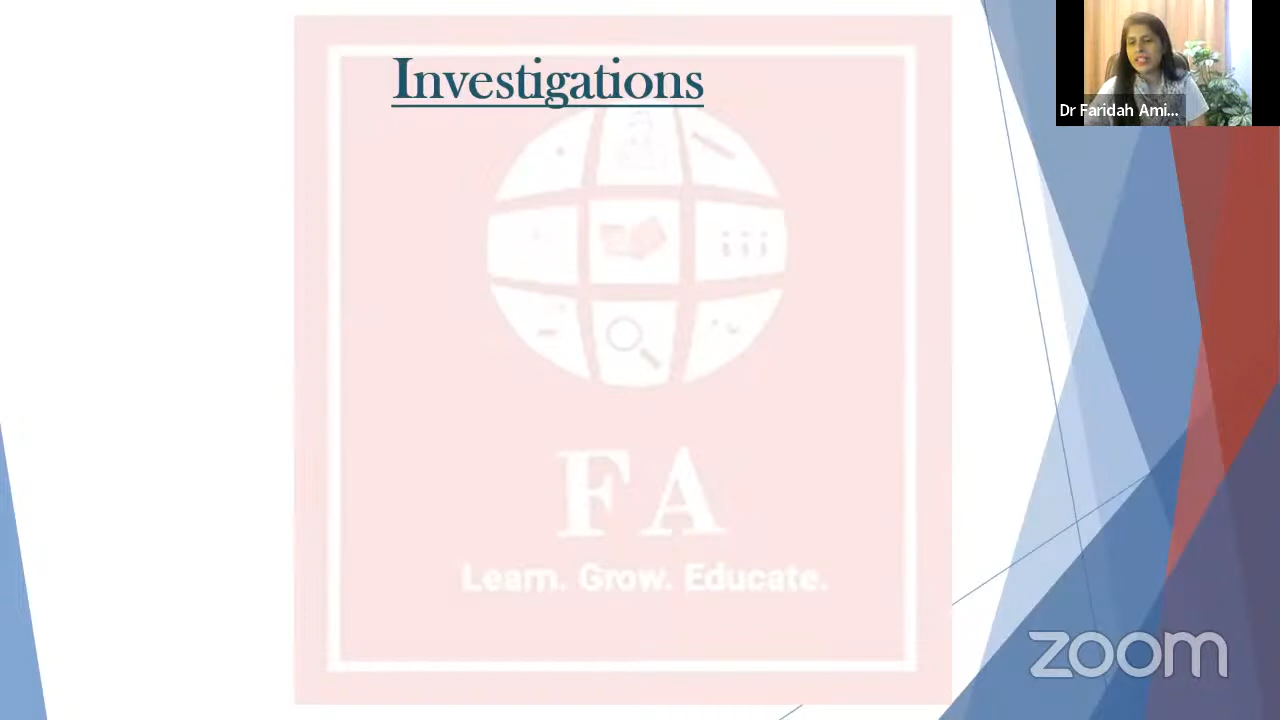 Investigations
Dr Faridah Ami...
FA
Learn. Grow. Educate.
zoom